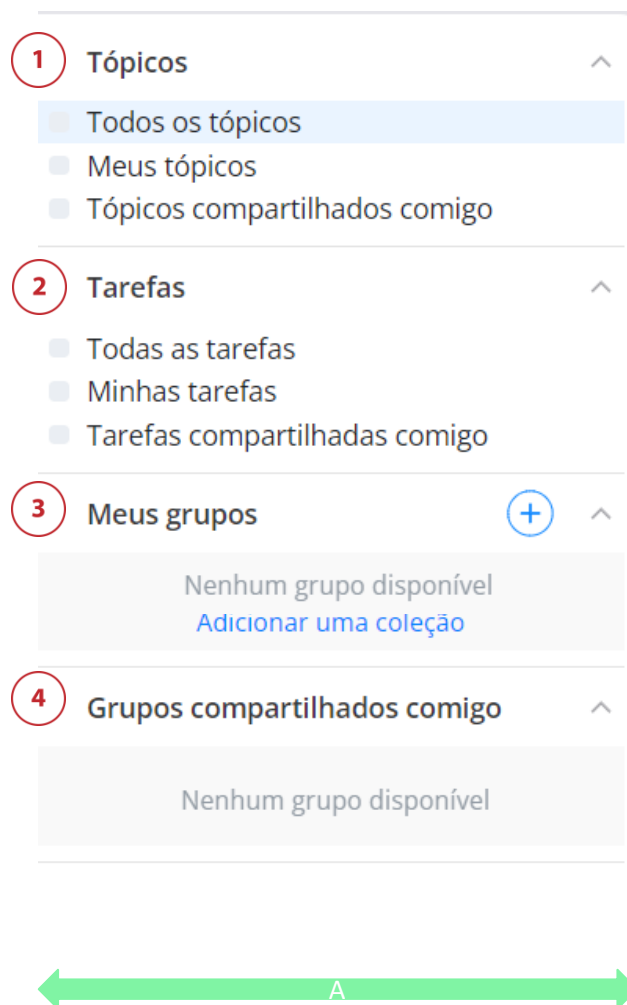 1 Tópicos
Todos os tópicos
Meus tópicos
Tópicos compartilhados comigo
2 Tarefas
Todas as tarefas
Minhas tarefas
Tarefas compartilhadas comigo
3 Meus grupos +
Nenhum grupo disponível
Adicionar uma coleção
4 Grupos compartilhados comigo
Nenhum grupo disponível
A